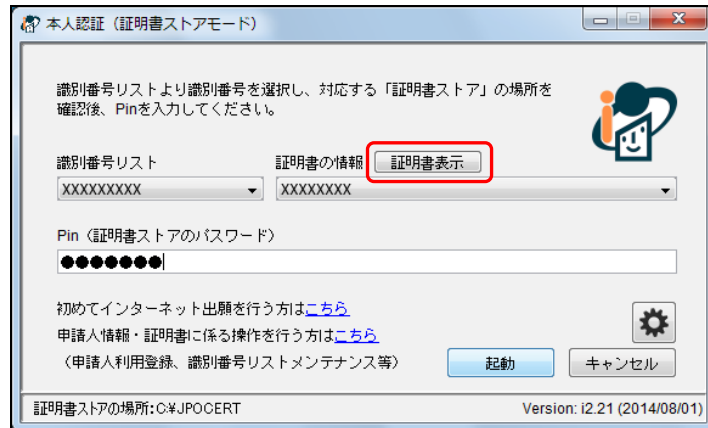 本人認証（証明書ストアモード）
識別番号リストより識別番号を選択し、対応する「証明書ストア」の場所を
確認後、Pinを入力してください。
識別番号リスト 証明書の情報 証明書表示
XXXXXXXXX XXXXXXXX
Pin（証明書ストアのパスワード）
●●●●●●●
初めてインターネット出願を行う方はこちら
申請人情報・証明書に係る操作を行う方はこちら
（申請人利用登録、識別番号リストメンテナンス等） 起動 キャンセル
証明書ストアの場所:C:¥JPOCERT Version: i2.21 (2014/08/01)